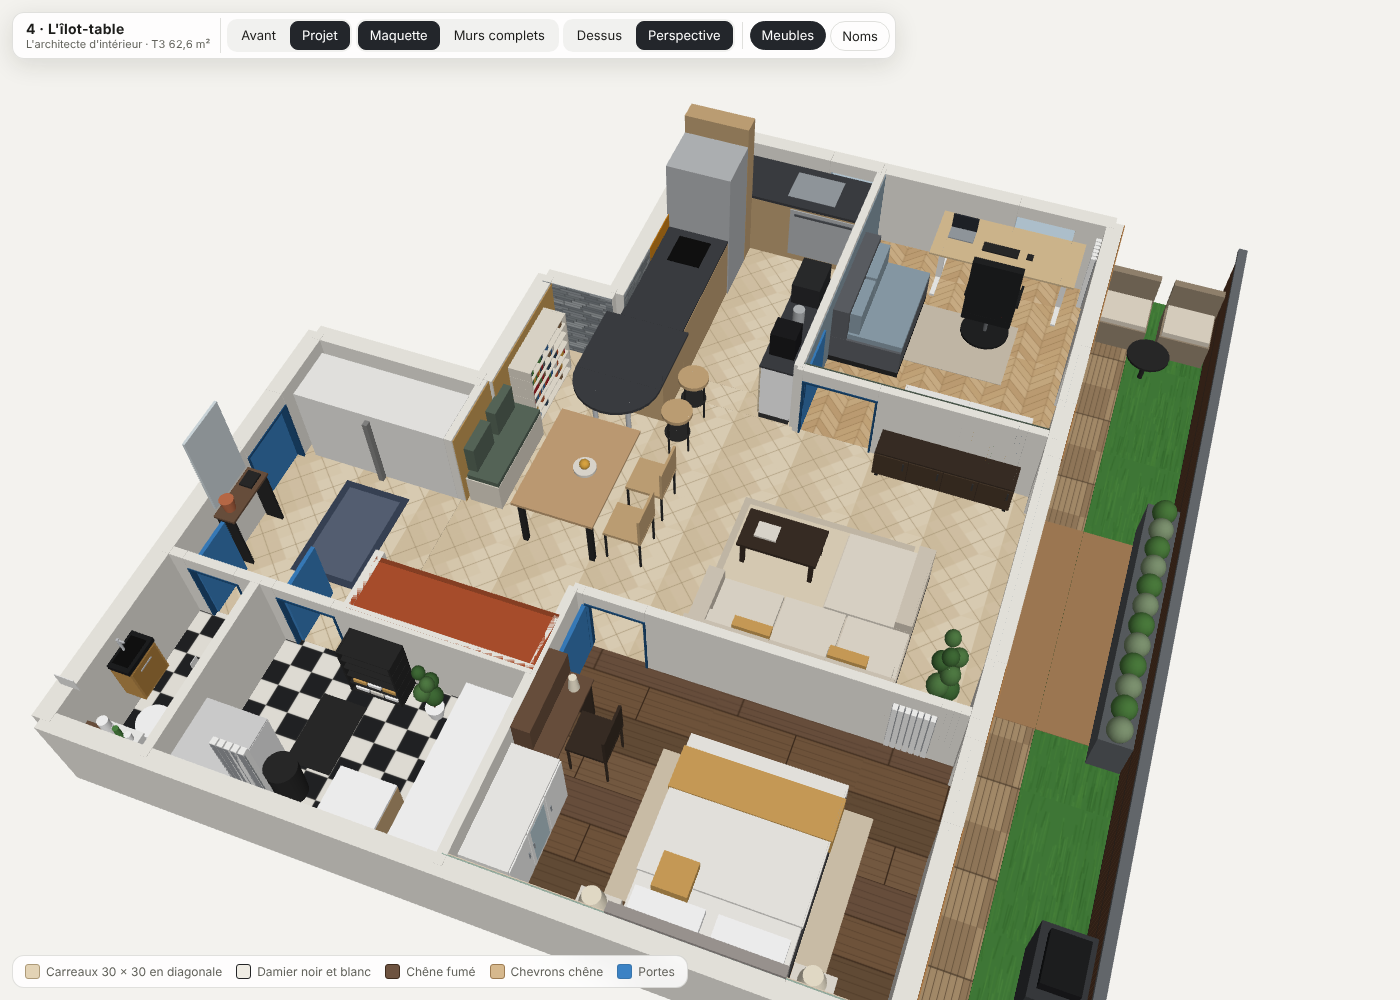 4 · L'îlot-table
L'architecte d'intérieur · T3 62,6 m²
Avant Projet Maquette Murs complets Dessus Perspective Meubles Noms
Carreaux 30 × 30 en diagonale Damier noir et blanc Chêne fumé Chevrons chêne Portes